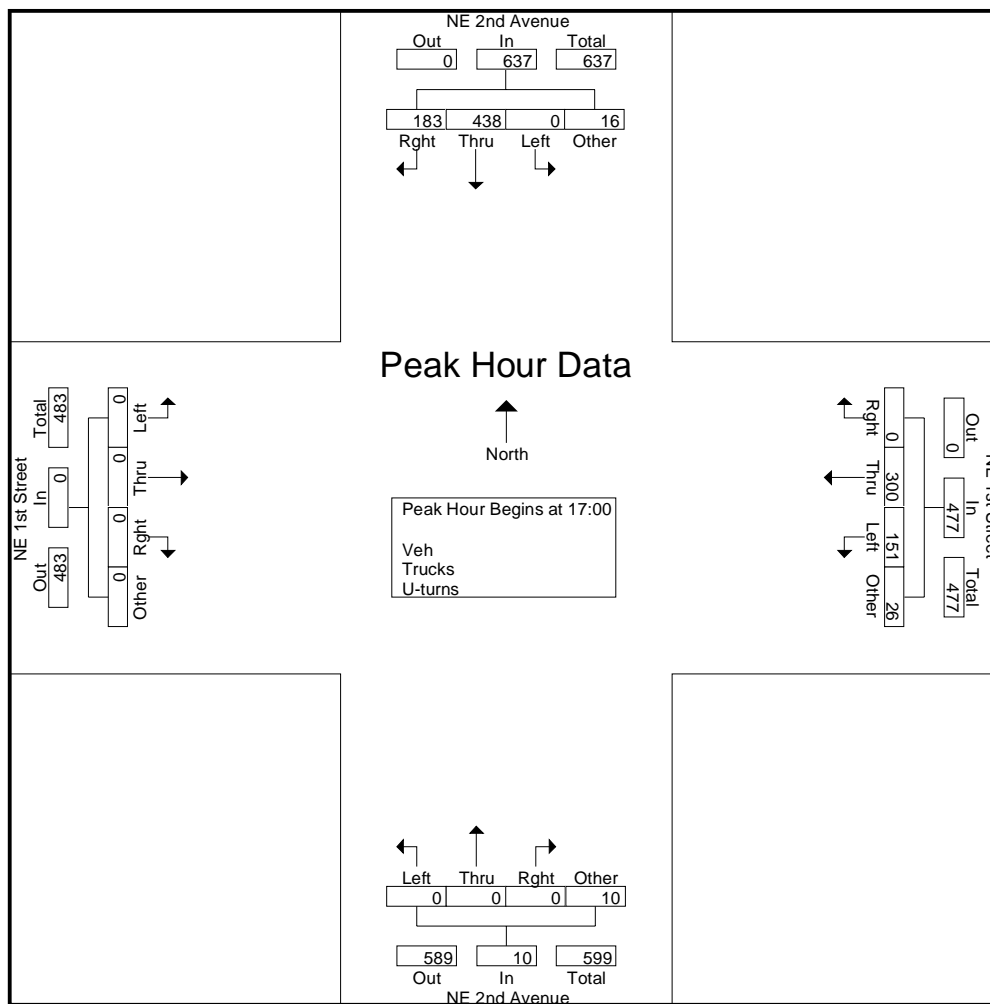 NE 2nd Avenue
Out In Total
0 637 637
183 438 0 16
Rght Thru Left Other
Peak Hour Data
North
Peak Hour Begins at 17:00
Veh
Trucks
U-turns
NE 1st Street
Out In Total
483 0 483
Left Thru Rght Other
0 0 0 0
NE 1st Street
Out In Total
0 477 477
Rght Thru Left Other
0 300 151 26
Left Thru Rght Other
0 0 0 10
589 10 599
Out In Total
NE 2nd Avenue